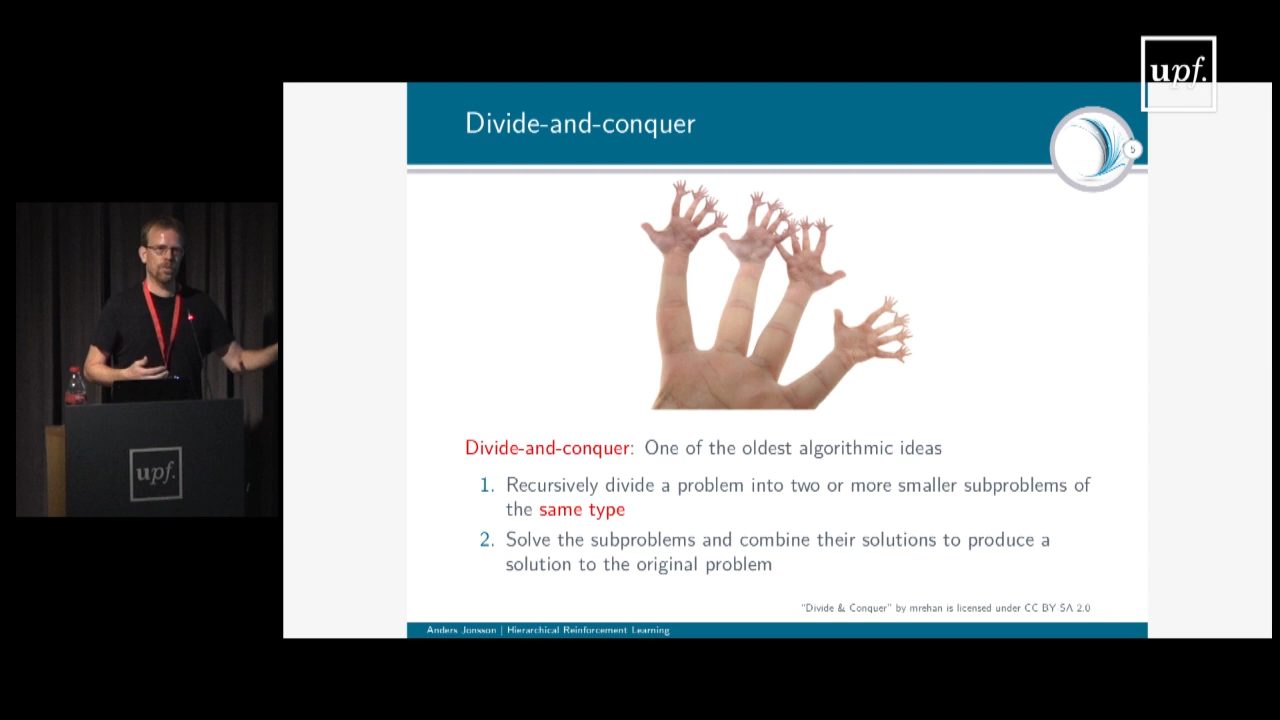 upf.
Divide-and-conquer
5
upf.
Divide-and-conquer: One of the oldest algorithmic ideas
1. Recursively divide a problem into two or more smaller subproblems of
the same type
2. Solve the subproblems and combine their solutions to produce a
solution to the original problem
"Divide & Conquer" by mrehan is licensed under CC BY SA 2.0
Anders Jonsson | Hierarchical Reinforcement Learning